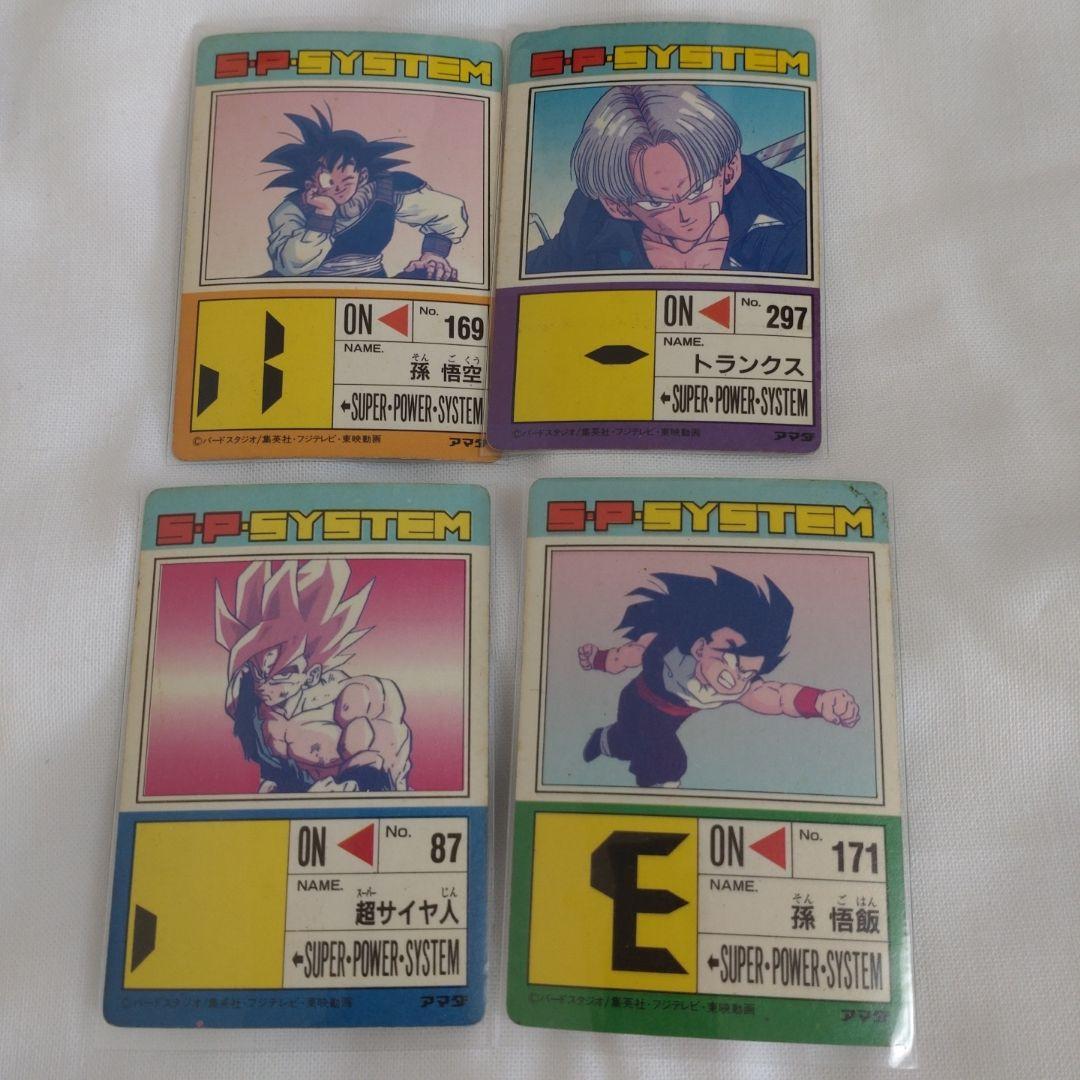 S·P·SYSTEM
ON
No.
169
NAME.
そん ご くう
孫 悟空
←SUPER・POWER・SYSTEM
©バードスタジオ/集英社・フジテレビ・東映動画
アマダ
S·P·SYSTEM
ON
No.
297
NAME.
トランクス
←SUPER・POWER・SYSTEM
©バードスタジオ/集英社・フジテレビ・東映動画
アマダ
S·P·SYSTEM
ON
No.
87
NAME.
スーパー じん
超サイヤ人
←SUPER・POWER・SYSTEM
©バードスタジオ/集英社・フジテレビ・東映動画
アマダ
S·P·SYSTEM
E
ON
No.
171
NAME.
そん ご はん
孫 悟飯
←SUPER・POWER・SYSTEM
©バードスタジオ/集英社・フジテレビ・東映動画
アマダ